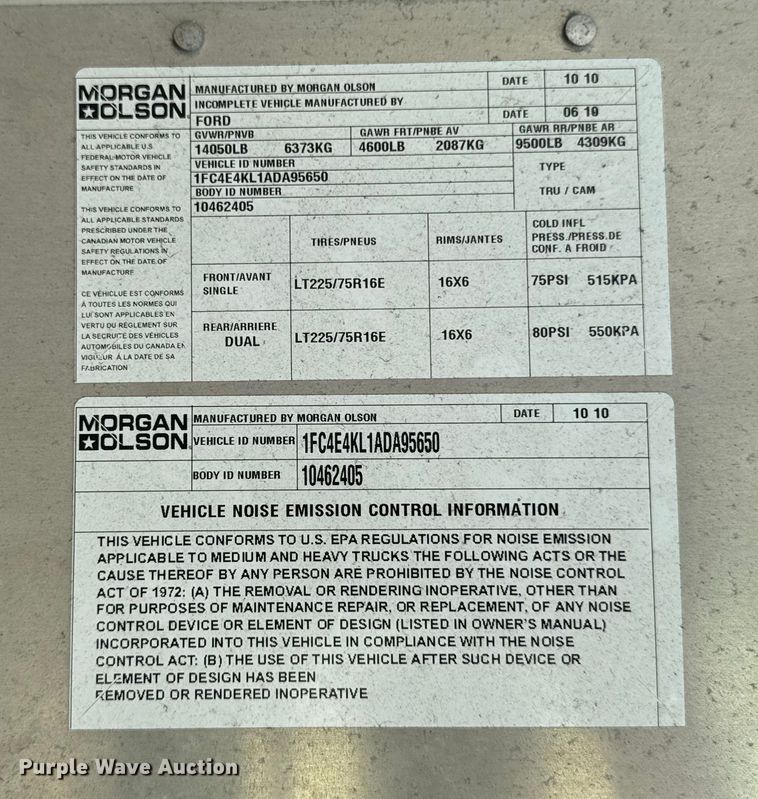 MORGAN OLSON
MANUFACTURED BY MORGAN OLSON DATE 10 10
INCOMPLETE VEHICLE MANUFACTURED BY
FORD DATE 06 10
GVWR/PNVB GAWR FRT/PNBE AV GAWR RR/PNBE AR
14050LB 6373KG 4600LB 2087KG 9500LB 4309KG
VEHICLE ID NUMBER TYPE
1FC4E4KL1ADA95650
BODY ID NUMBER TRU / CAM
10462405
THIS VEHICLE CONFORMS TO
ALL APPLICABLE U.S.
FEDERAL MOTOR VEHICLE
SAFETY STANDARDS IN
EFFECT ON THE DATE OF
MANUFACTURE
THIS VEHICLE CONFORMS TO
ALL APPLICABLE STANDARDS
PRESCRIBED UNDER THE
CANADIAN MOTOR VEHICLE
SAFETY REGULATIONS IN
EFFECT ON THE DATE OF
MANUFACTURE
CE VÉHICLUE EST CONFORMS
À TOUTES LES NORMES QUI
LUI SONT APPLICABLES EN
VERTU DU RÈGLEMENT SUR
LA SECRUITE DES VÉHICLES
AUTOMOBILES DU CANADA EN
VIGUEUR À LA DATE DE SA
FABRICATION
TIRES/PNEUS RIMS/JANTES COLD INFL
PRESS./PRESS.DE
CONF. A FROID
FRONT/AVANT
SINGLE LT225/75R16E 16X6 75PSI 515KPA
REAR/ARRIERE
DUAL LT225/75R16E 16X6 80PSI 550KPA
MORGAN OLSON
MANUFACTURED BY MORGAN OLSON DATE 10 10
VEHICLE ID NUMBER 1FC4E4KL1ADA95650
BODY ID NUMBER 10462405
VEHICLE NOISE EMISSION CONTROL INFORMATION
THIS VEHICLE CONFORMS TO U.S. EPA REGULATIONS FOR NOISE EMISSION
APPLICABLE TO MEDIUM AND HEAVY TRUCKS THE FOLLOWING ACTS OR THE
CAUSE THEREOF BY ANY PERSON ARE PROHIBITED BY THE NOISE CONTROL
ACT OF 1972: (A) THE REMOVAL OR RENDERING INOPERATIVE, OTHER THAN
FOR PURPOSES OF MAINTENANCE REPAIR, OR REPLACEMENT, OF ANY NOISE
CONTROL DEVICE OR ELEMENT OF DESIGN (LISTED IN OWNER'S MANUAL)
INCORPORATED INTO THIS VEHICLE IN COMPLIANCE WITH THE NOISE
CONTROL ACT: (B) THE USE OF THIS VEHICLE AFTER SUCH DEVICE OR
ELEMENT OF DESIGN HAS BEEN
REMOVED OR RENDERED INOPERATIVE
Purple Wave Auction